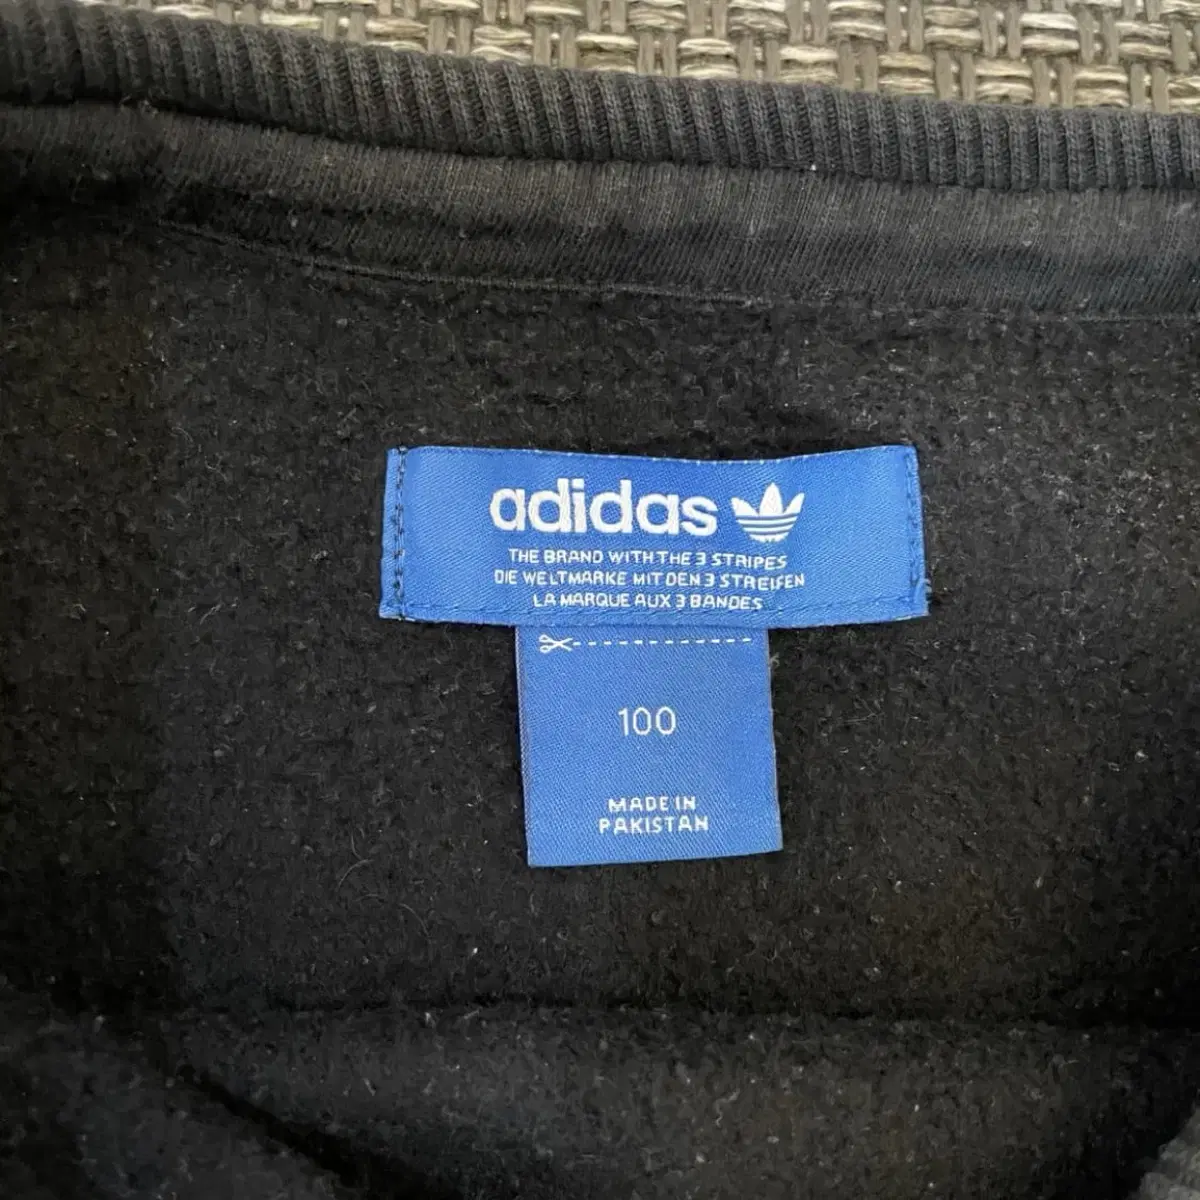 adidas
THE BRAND WITH THE 3 STRIPES
DIE WELTMARKE MIT DEN 3 STREIFEN
LA MARQUE AUX 3 BANDES
100
MADE IN
PAKISTAN